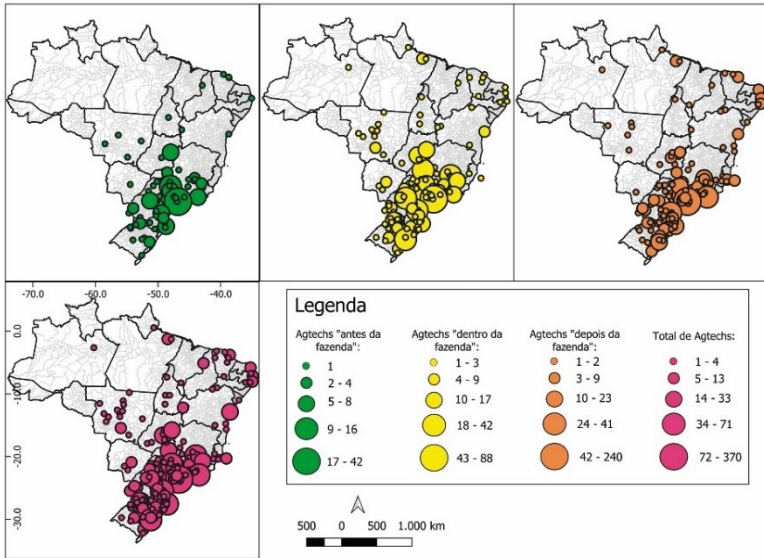 -70.0 -60.0 -50.0 -40.0
0.0
-10.0
-20.0
-30.0
Legenda
Agtechs "antes da fazenda":
1
2 - 4
5 - 8
9 - 16
17 - 42
Agtechs "dentro da fazenda":
1 - 3
4 - 9
10 - 17
18 - 42
43 - 88
Agtechs "depois da fazenda":
1 - 2
3 - 9
10 - 23
24 - 41
42 - 240
Total de Agtechs:
1 - 4
5 - 13
14 - 33
34 - 71
72 - 370
500 0 500 1.000 km